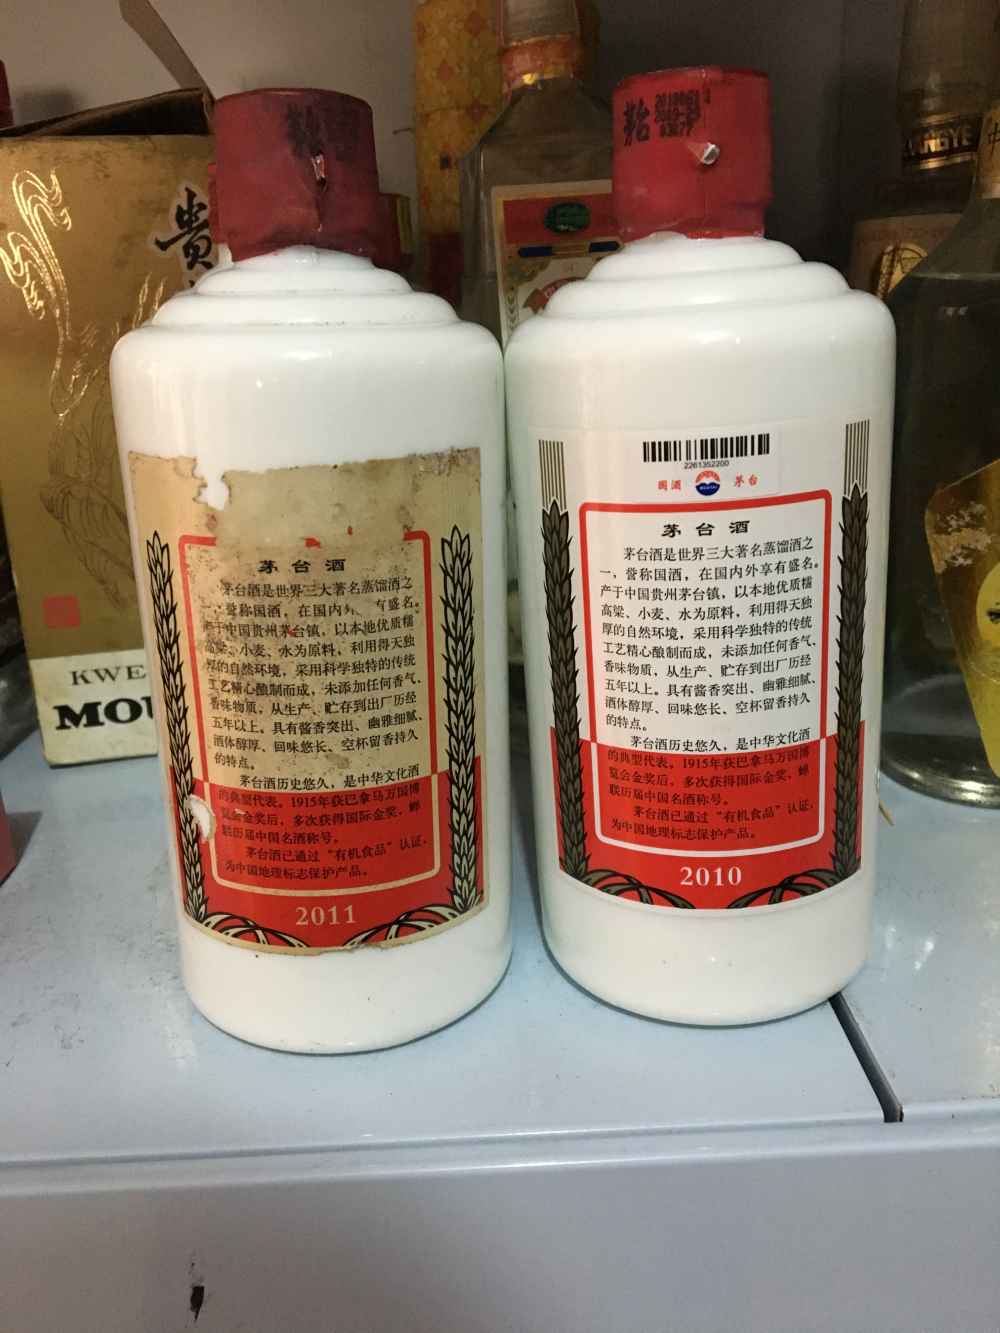 茅台
贵
KWE
MOU
茅台酒
茅台酒是世界三大著名蒸馏酒之
，誉称国酒，在国内外 有盛名。
产于中国贵州茅台镇，以本地优质糯
高粱、小麦、水为原料，利用得天独
厚的自然环境，采用科学独特的传统
工艺精心酿制而成，未添加任何香气、
香味物质，从生产、贮存到出厂历经
五年以上。具有酱香突出、幽雅细腻、
酒体醇厚、回味悠长、空杯留香持久
的特点。
茅台酒历史悠久，是中华文化酒
的典型代表。1915年获巴拿马万国博
览会金奖后，多次获得国际金奖，蝉
联历届中国名酒称号。
茅台酒已通过“有机食品”认证，
为中国地理标志保护产品。
2011
2261352200
国酒 茅台
茅台酒
茅台酒是世界三大著名蒸馏酒之
一，誉称国酒，在国内外享有盛名。
产于中国贵州茅台镇，以本地优质糯
高粱、小麦、水为原料，利用得天独
厚的自然环境，采用科学独特的传统
工艺精心酿制而成，未添加任何香气、
香味物质，从生产、贮存到出厂历经
五年以上。具有酱香突出、幽雅细腻、
酒体醇厚、回味悠长、空杯留香持久
的特点。
茅台酒历史悠久，是中华文化酒
的典型代表。1915年获巴拿马万国博
览会金奖后，多次获得国际金奖，蝉
联历届中国名酒称号。
茅台酒已通过“有机食品”认证，
为中国地理标志保护产品。
2010